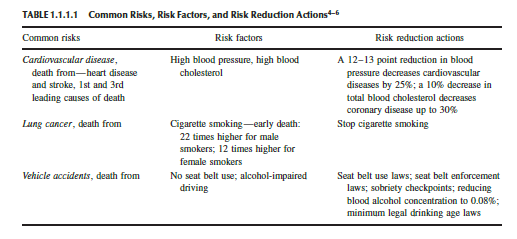 TABLE 1.1.1.1 Common Risks, Risk Factors, and Risk Reduction Actions4–6
Common risks Risk factors Risk reduction actions
Cardiovascular disease, High blood pressure, high blood A 12–13 point reduction in blood
death from—heart disease cholesterol pressure decreases cardiovascular
and stroke, 1st and 3rd diseases by 25%; a 10% decrease in
leading causes of death total blood cholesterol decreases
coronary disease up to 30%
Lung cancer, death from Cigarette smoking—early death: Stop cigarette smoking
22 times higher for male
smokers; 12 times higher for
female smokers
Vehicle accidents, death from No seat belt use; alcohol-impaired Seat belt use laws; seat belt enforcement
driving laws; sobriety checkpoints; reducing
blood alcohol concentration to 0.08%;
minimum legal drinking age laws